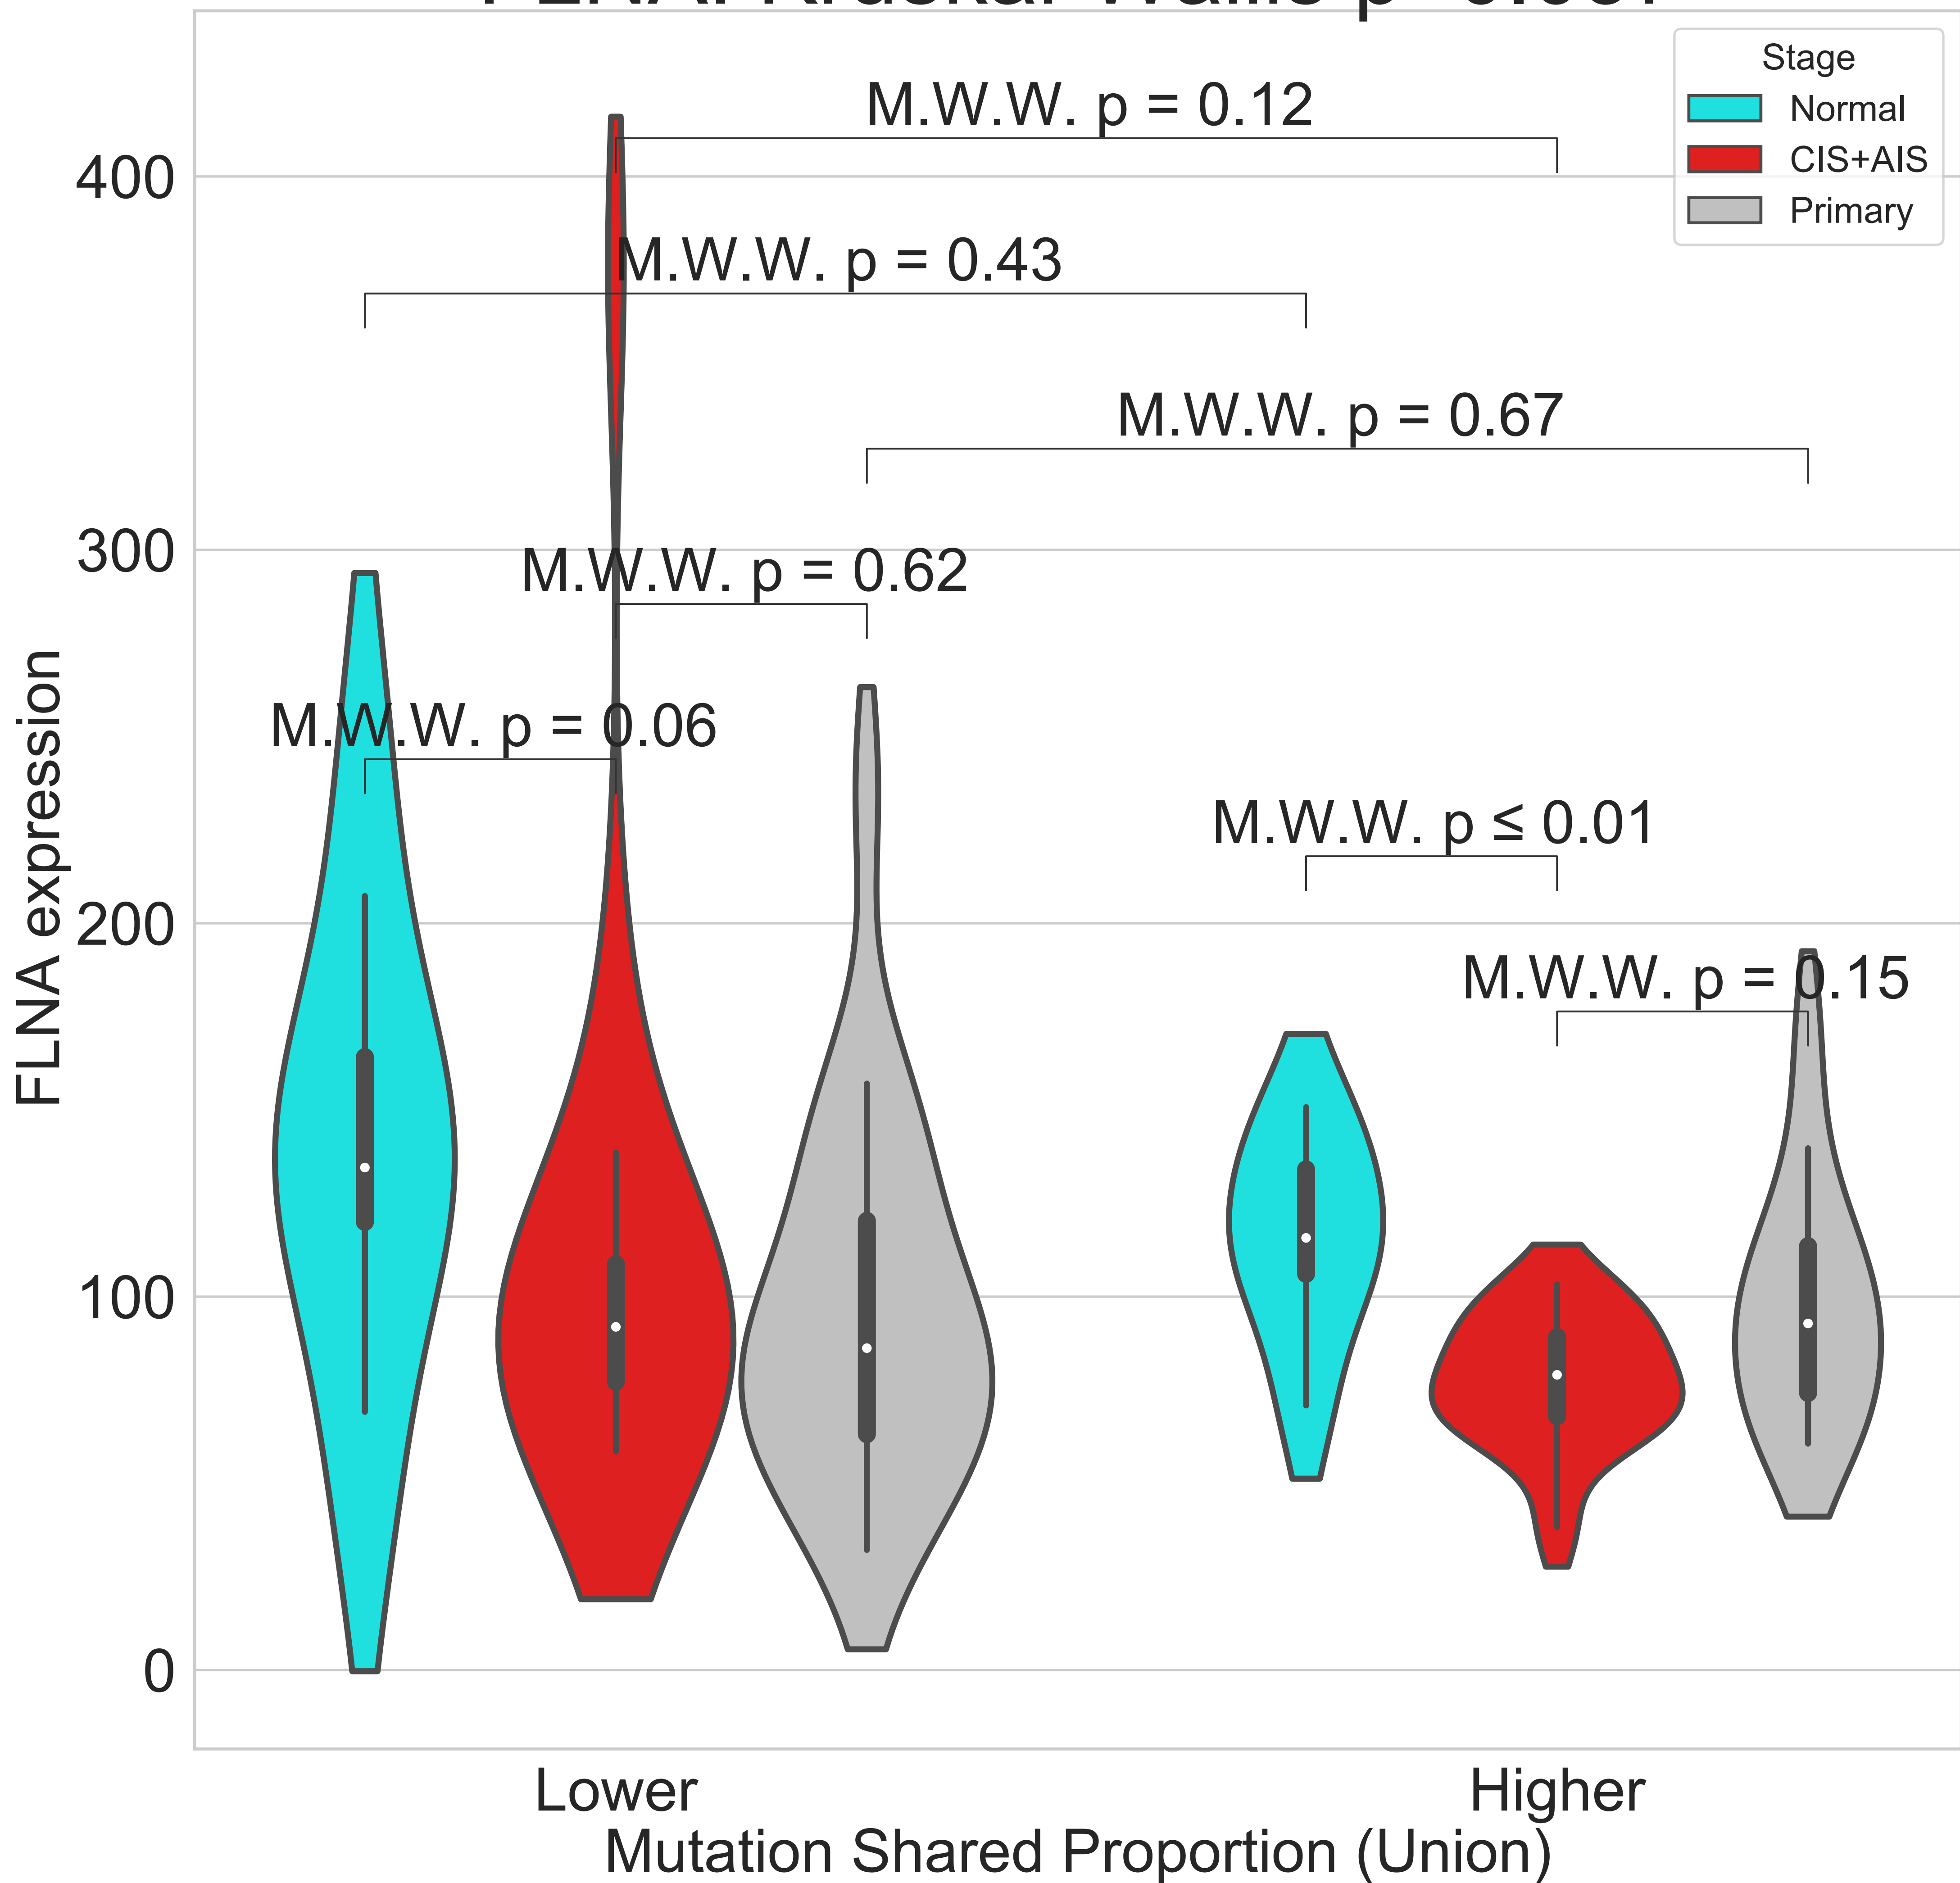 Stage
Normal
CIS+AIS
Primary
M.W.W. p = 0.12
M.W.W. p = 0.43
M.W.W. p = 0.67
M.W.W. p = 0.62
M.W.W. p = 0.06
M.W.W. p ≤ 0.01
M.W.W. p = 0.15
400
300
200
100
0
FLNA expression
Lower
Higher
Mutation Shared Proportion (Union)